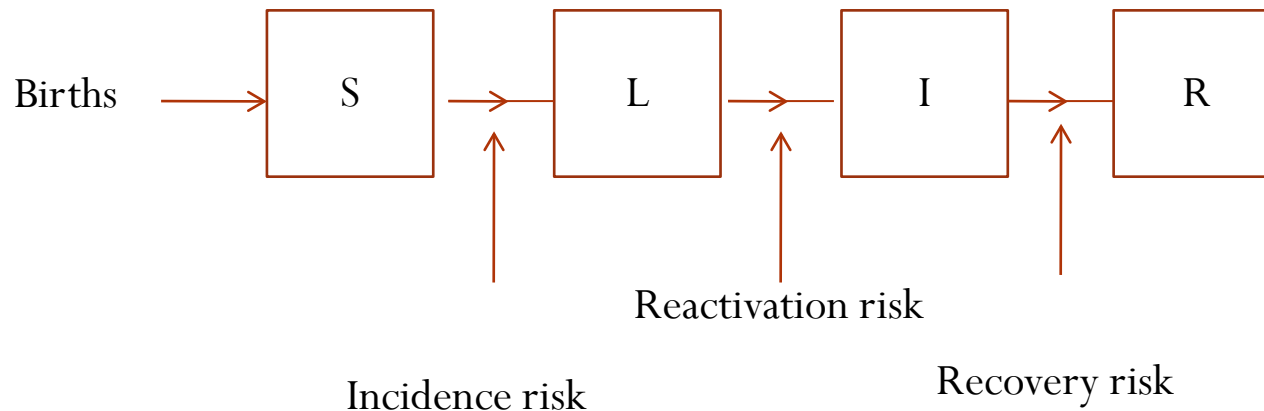 Births
S
L
I
R
Reactivation risk
Incidence risk
Recovery risk